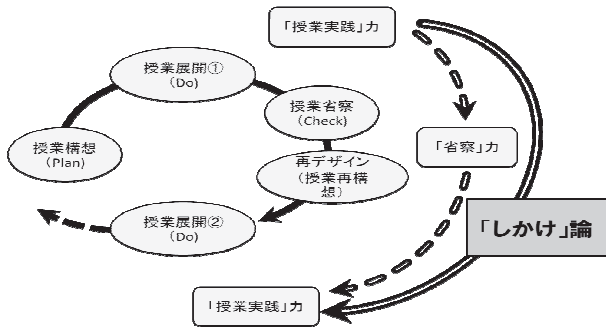 「授業実践」力
授業展開①
（Do）
授業省察
（Check）
授業構想
（Plan）
「省察」力
再デザイン
（授業再構
想）
授業展開②
（Do）
「しかけ」論
「授業実践」力